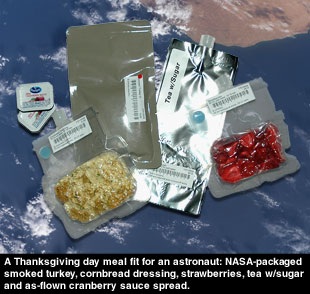 Tea w/Sugar
A Thanksgiving day meal fit for an astronaut: NASA-packaged
smoked turkey, cornbread dressing, strawberries, tea w/sugar
and as-flown cranberry sauce spread.